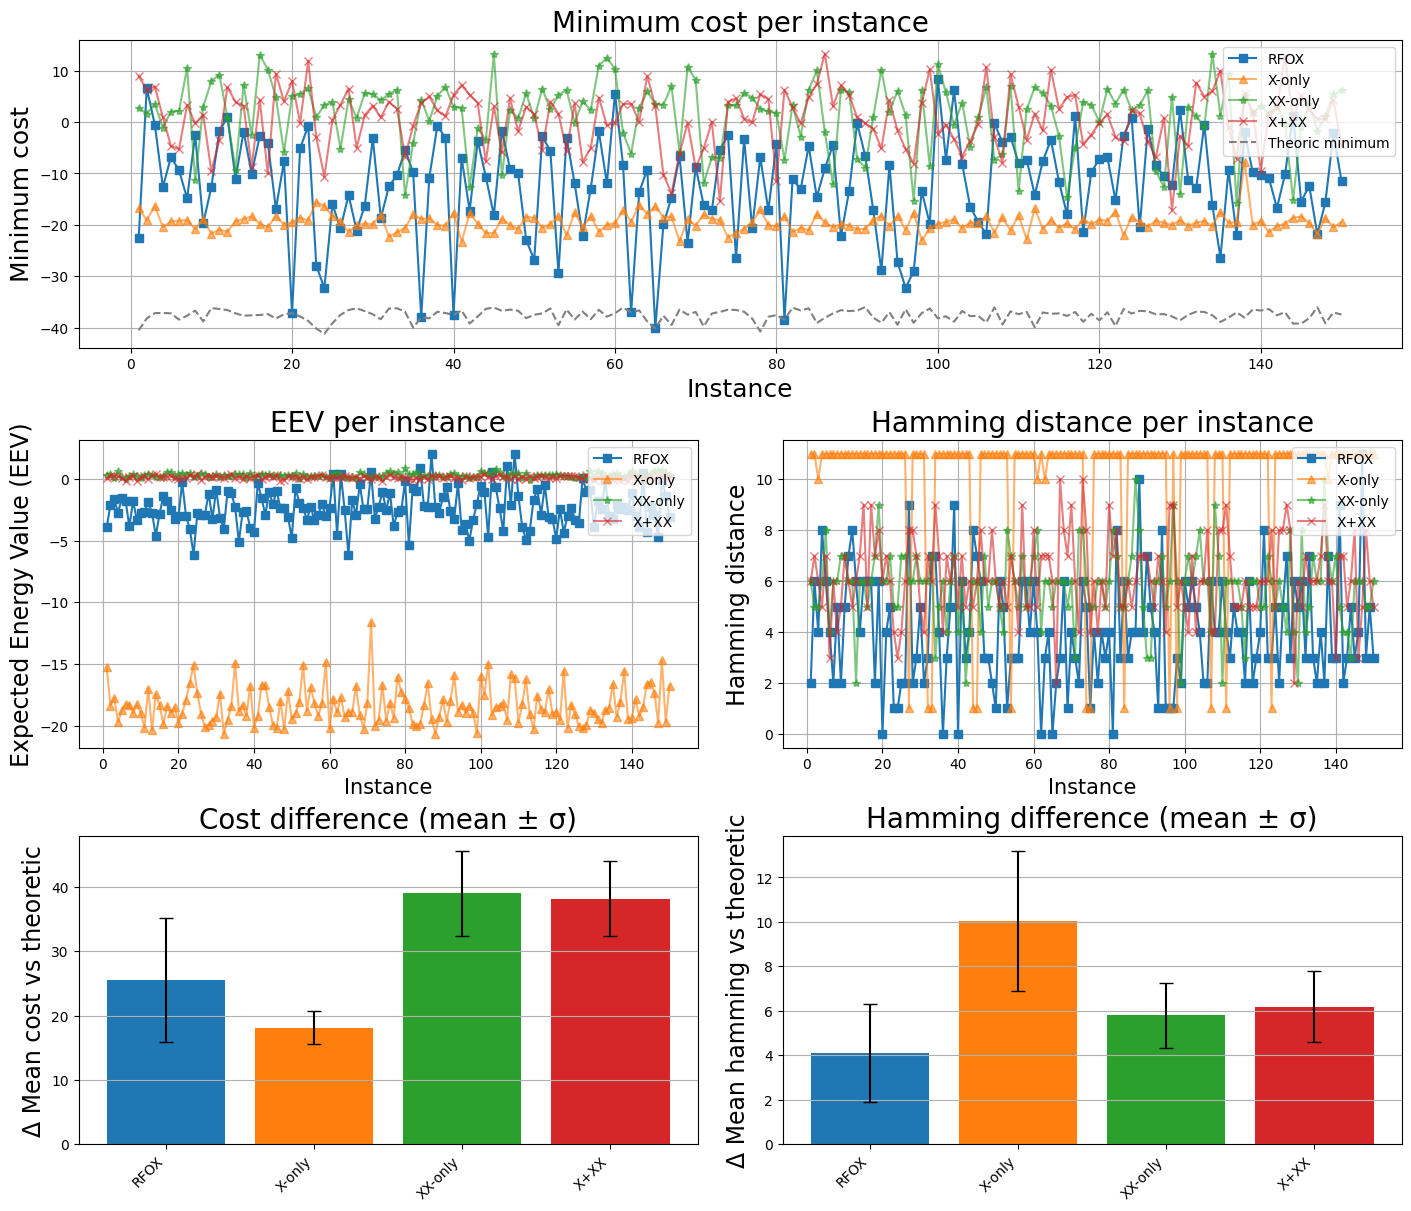 Minimum cost per instance
Minimum cost
10
0
−10
−20
−30
−40
RFOX
X-only
XX-only
X+XX
Theoric minimum
0 20 40 60 80 100 120 140
Instance
EEV per instance
Expected Energy Value (EEV)
0
−5
−10
−15
−20
RFOX
X-only
XX-only
X+XX
0 20 40 60 80 100 120 140
Instance
Hamming distance per instance
Hamming distance
10
8
6
4
2
0
RFOX
X-only
XX-only
X+XX
0 20 40 60 80 100 120 140
Instance
Cost difference (mean ± σ)
Δ Mean cost vs theoretic
40
30
20
10
0
RFOX
X-only
XX-only
X+XX
Hamming difference (mean ± σ)
Δ Mean hamming vs theoretic
12
10
8
6
4
2
0
RFOX
X-only
XX-only
X+XX